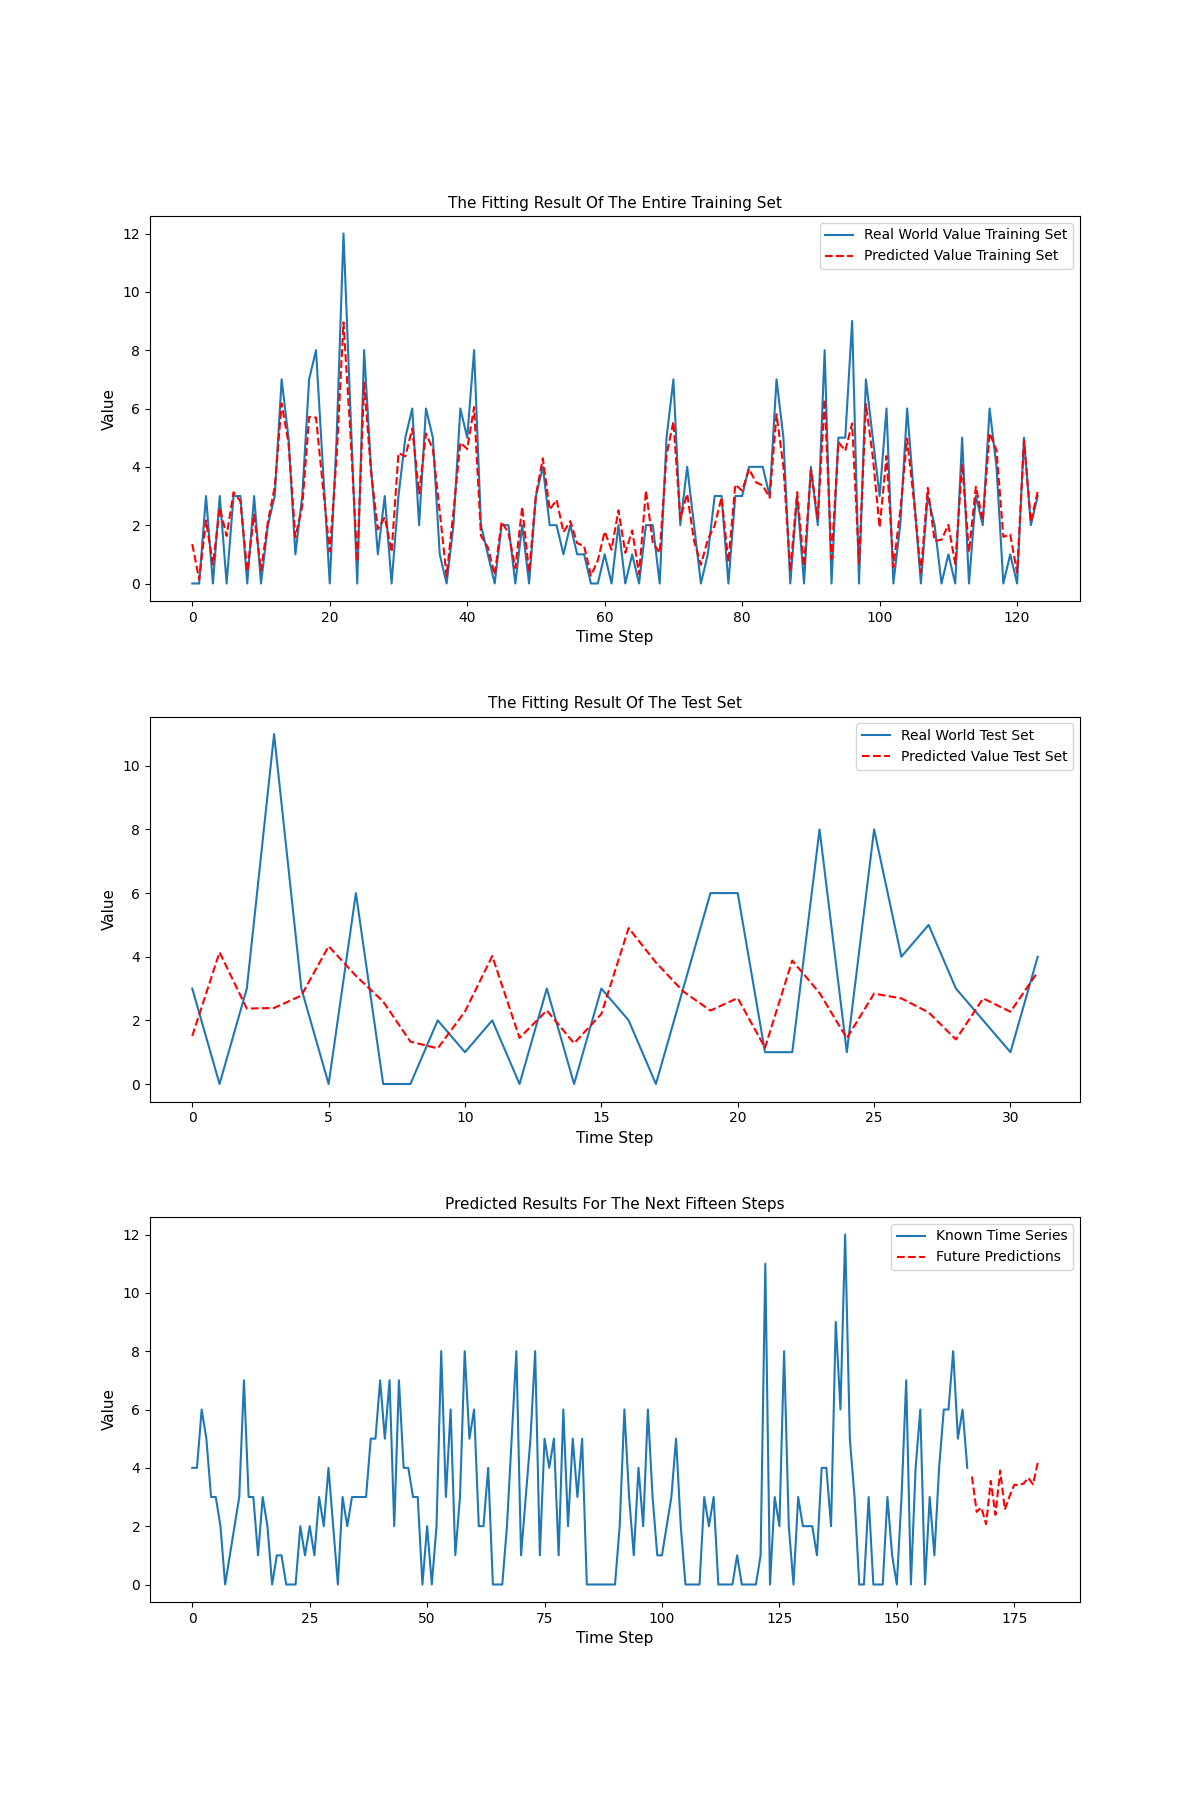 The Fitting Result Of The Entire Training Set
12
10
8
6
4
2
0
Value
Real World Value Training Set
Predicted Value Training Set
0 20 40 60 80 100 120
Time Step
The Fitting Result Of The Test Set
10
8
6
4
2
0
Value
Real World Test Set
Predicted Value Test Set
0 5 10 15 20 25 30
Time Step
Predicted Results For The Next Fifteen Steps
12
10
8
6
4
2
0
Value
Known Time Series
Future Predictions
0 25 50 75 100 125 150 175
Time Step